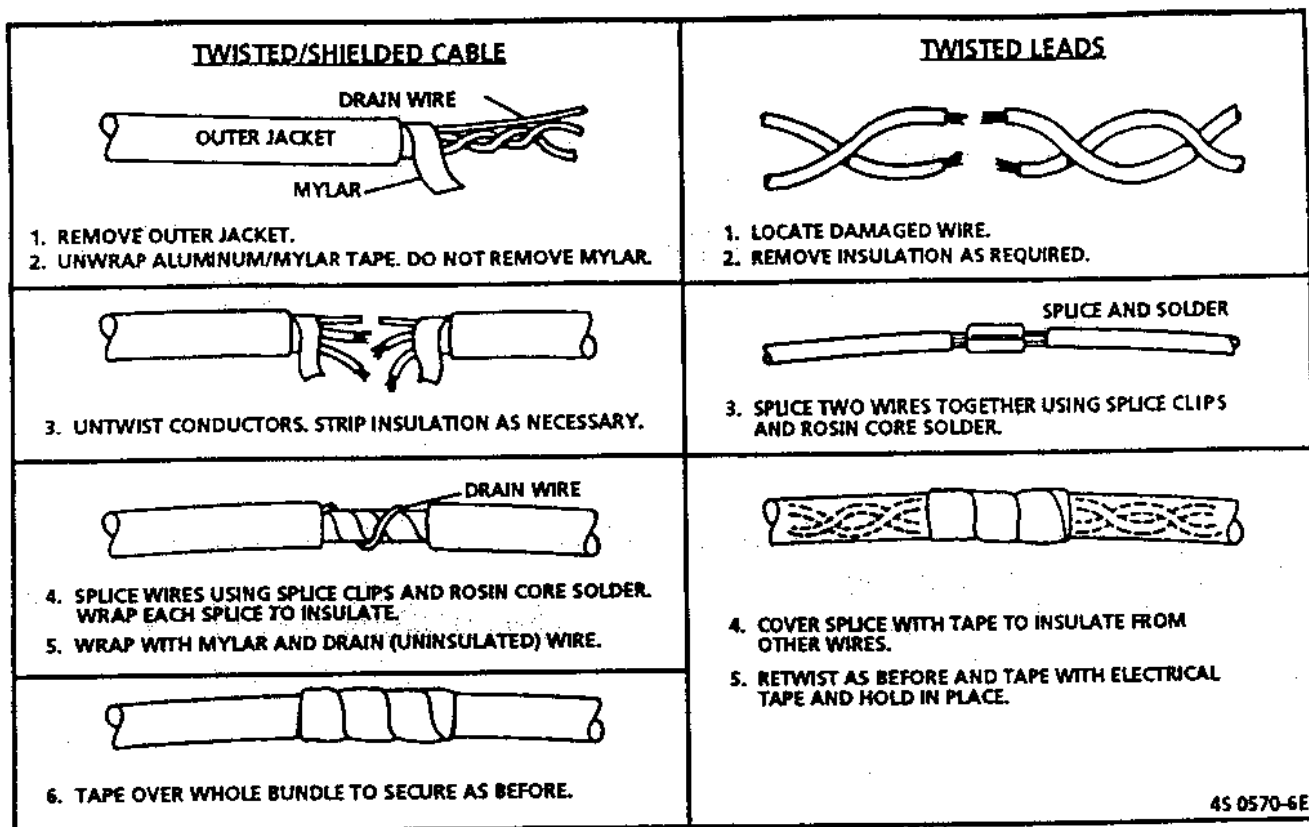 TWISTED/SHIELDED CABLE
DRAIN WIRE
OUTER JACKET
MYLAR
1. REMOVE OUTER JACKET.
2. UNWRAP ALUMINUM/MYLAR TAPE. DO NOT REMOVE MYLAR.
3. UNTWIST CONDUCTORS. STRIP INSULATION AS NECESSARY.
DRAIN WIRE
4. SPLICE WIRES USING SPLICE CLIPS AND ROSIN CORE SOLDER.
WRAP EACH SPLICE TO INSULATE.
5. WRAP WITH MYLAR AND DRAIN (UNINSULATED) WIRE.
6. TAPE OVER WHOLE BUNDLE TO SECURE AS BEFORE.
TWISTED LEADS
1. LOCATE DAMAGED WIRE.
2. REMOVE INSULATION AS REQUIRED.
SPLICE AND SOLDER
3. SPLICE TWO WIRES TOGETHER USING SPLICE CLIPS
AND ROSIN CORE SOLDER.
4. COVER SPLICE WITH TAPE TO INSULATE FROM
OTHER WIRES.
5. RETWIST AS BEFORE AND TAPE WITH ELECTRICAL
TAPE AND HOLD IN PLACE.
4S 0570-6E